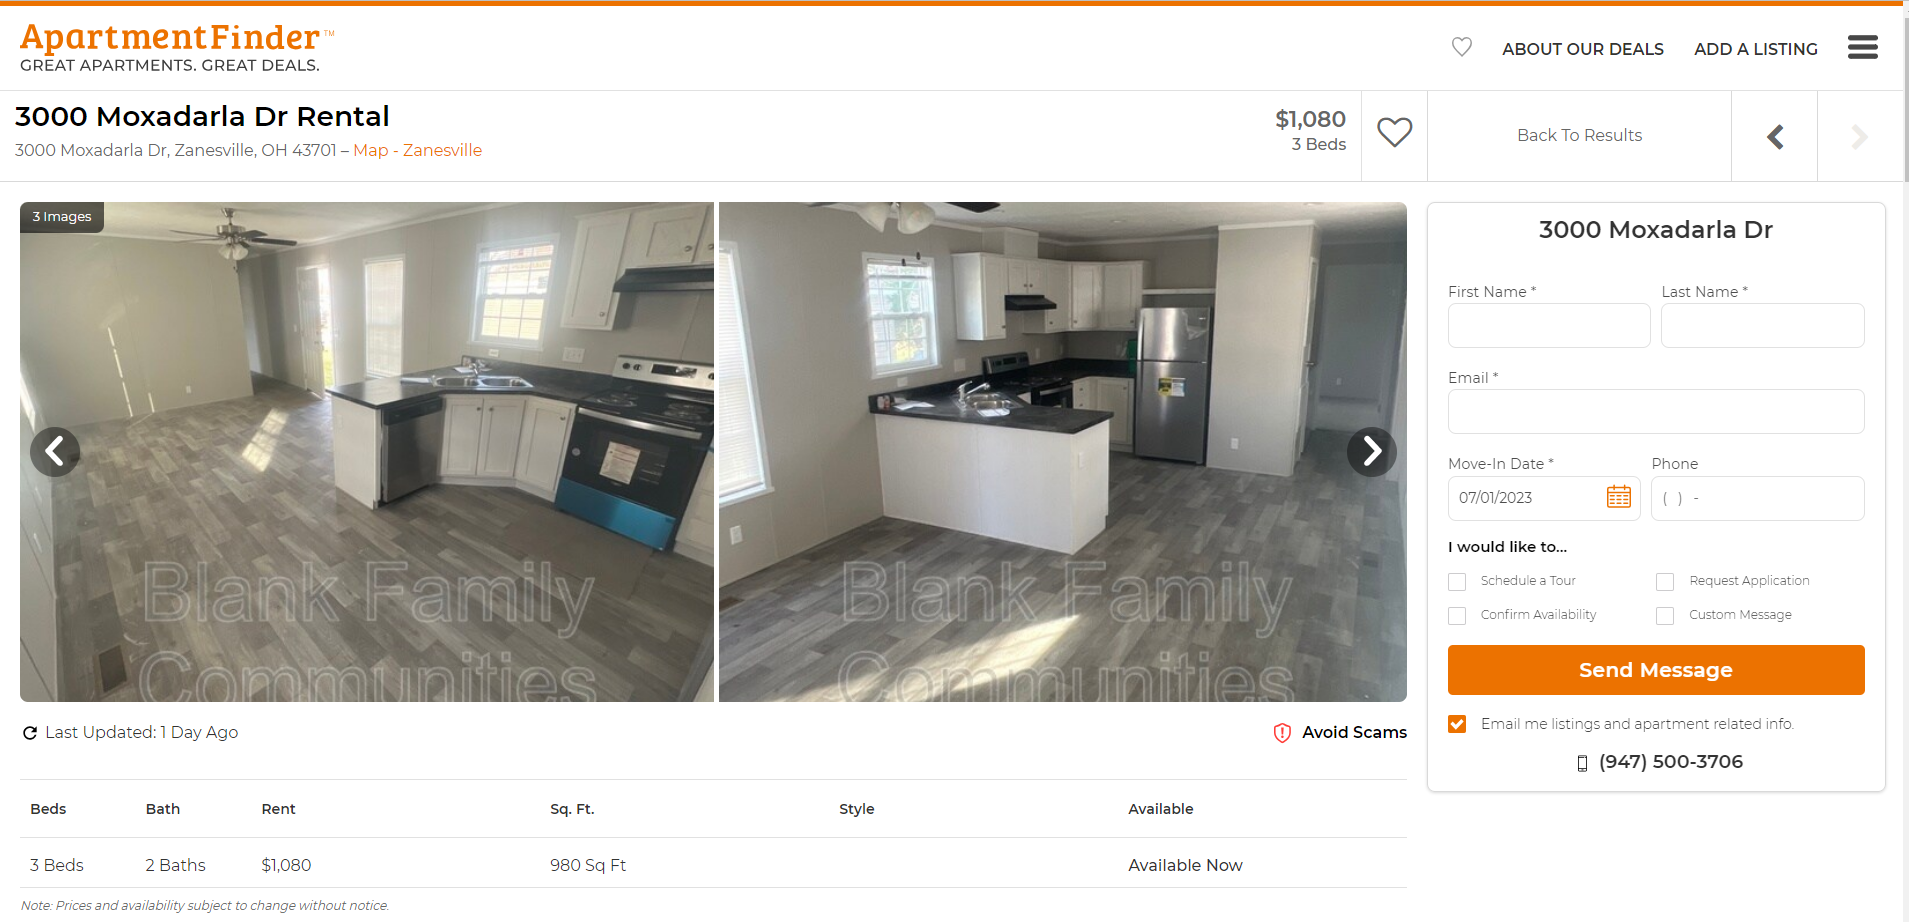 ApartmentFinder™
GREAT APARTMENTS. GREAT DEALS.
ABOUT OUR DEALS
ADD A LISTING
3000 Moxadarla Dr Rental
3000 Moxadarla Dr, Zanesville, OH 43701 – Map - Zanesville
$1,080
3 Beds
Back To Results
3 Images
Blank Family
Communities
Blank Family
Communities
Last Updated: 1 Day Ago
Avoid Scams
Beds Bath Rent Sq. Ft. Style Available
3 Beds 2 Baths $1,080 980 Sq Ft Available Now
Note: Prices and availability subject to change without notice.
3000 Moxadarla Dr
First Name * Last Name *
Email *
Move-In Date * Phone
07/01/2023 ( ) -
I would like to...
Schedule a Tour Request Application
Confirm Availability Custom Message
Send Message
Email me listings and apartment related info.
(947) 500-3706